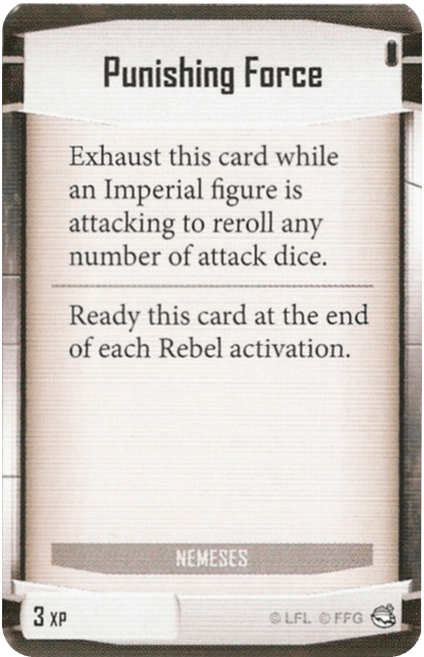 Punishing Force
Exhaust this card while
an Imperial figure is
attacking to reroll any
number of attack dice.
Ready this card at the end
of each Rebel activation.
NEMESES
3 XP
© LFL © FFG